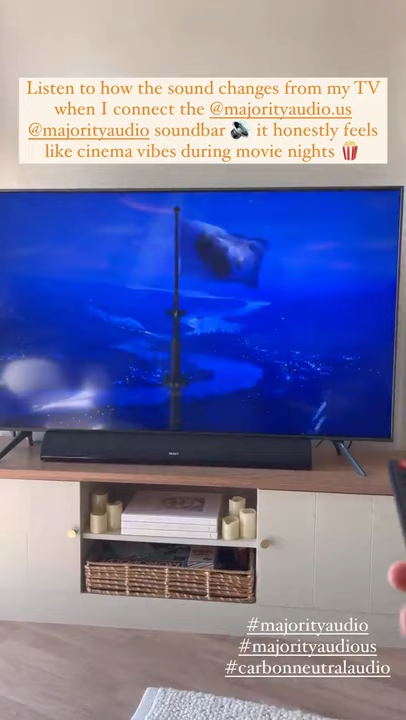 Listen to how the sound changes from my TV
when I connect the @majorityaudio.us
@majorityaudio soundbar 🔊 it honestly feels
like cinema vibes during movie nights 🍿
#majorityaudio
#majorityaudious
#carbonneutralaudio